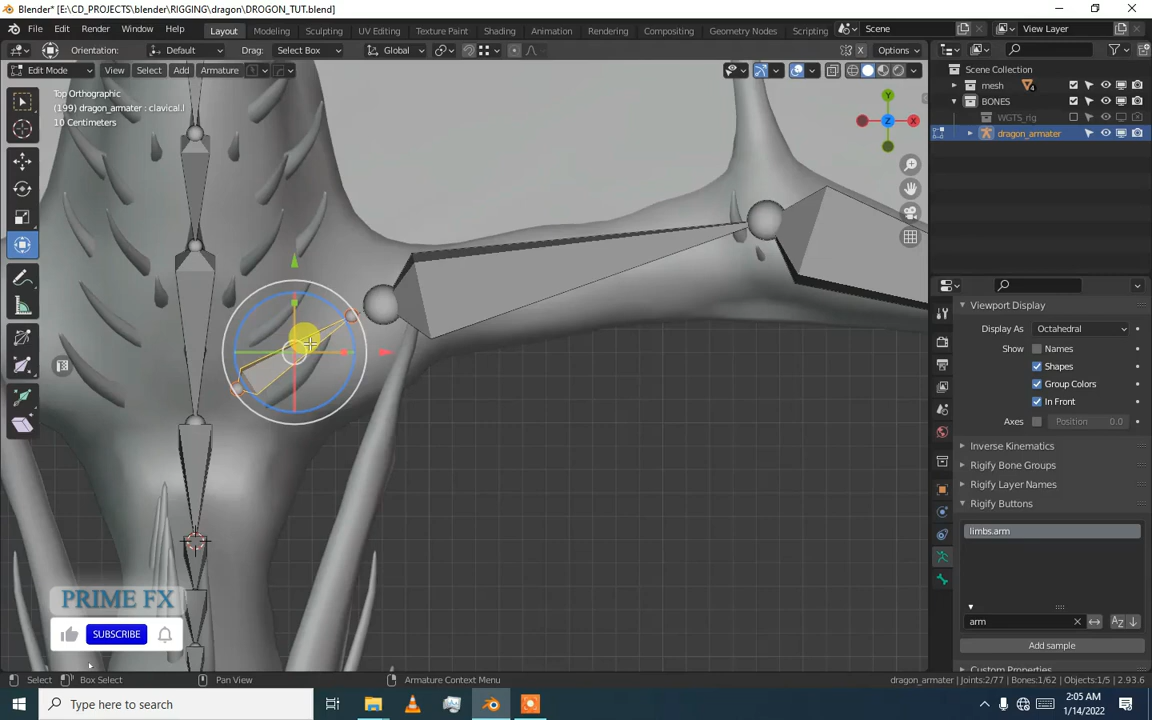 Blender* [E:\CD_PROJECTS\blender\RIGGING\dragon\DROGON_TUT.blend]
File Edit Render Window Help Layout Modeling Sculpting UV Editing Texture Paint Shading Animation Rendering Compositing Geometry Nodes Scripting Scene View Layer
Orientation: Default Drag: Select Box Global Options
Edit Mode View Select Add Armature
Top Orthographic
(199) dragon_armater : clavical.l
10 Centimeters
Y
Z
X
Scene Collection
mesh 4
BONES
WGTS_rig
dragon_armater
Viewport Display
Display As Octahedral
Show Names
Shapes
Group Colors
In Front
Axes Position 0.0
Inverse Kinematics
Rigify Bone Groups
Rigify Layer Names
Rigify Buttons
limbs.arm
arm
Add sample
Custom Properties
PRIME FX
SUBSCRIBE
Select Box Select Pan View Armature Context Menu dragon_armater | Joints:2/77 | Bones:1/62 | Objects:1/5 | 2.93.6
Type here to search
2:05 AM
1/14/2022